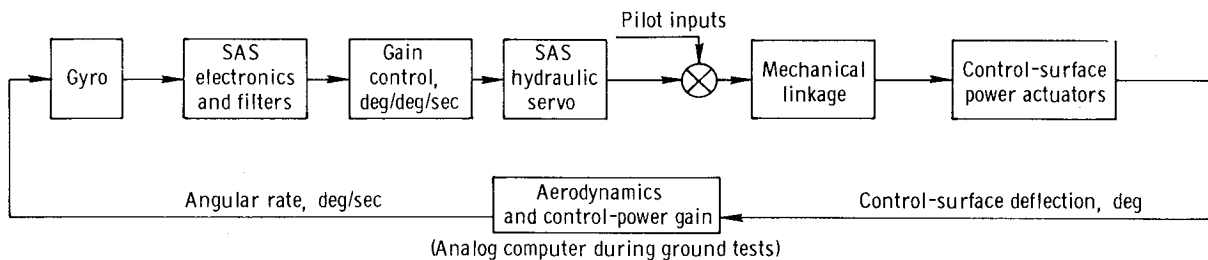 Pilot inputs
Gyro
SAS
electronics
and filters
Gain
control,
deg/deg/sec
SAS
hydraulic
servo
Mechanical
linkage
Control-surface
power actuators
Angular rate, deg/sec
Aerodynamics
and control-power gain
Control-surface deflection, deg
(Analog computer during ground tests)